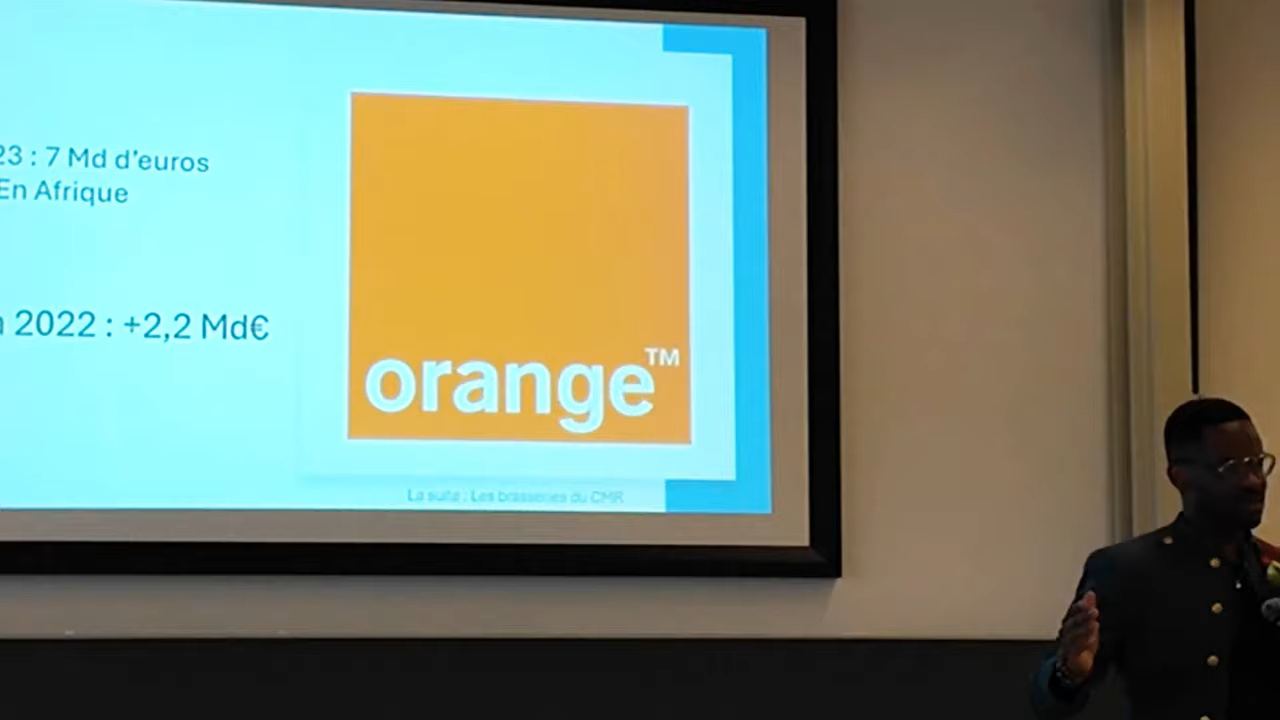 23 : 7 Md d'euros
En Afrique
2022 : +2,2 Md€
orange™
La suite : Les brasseries du CMR